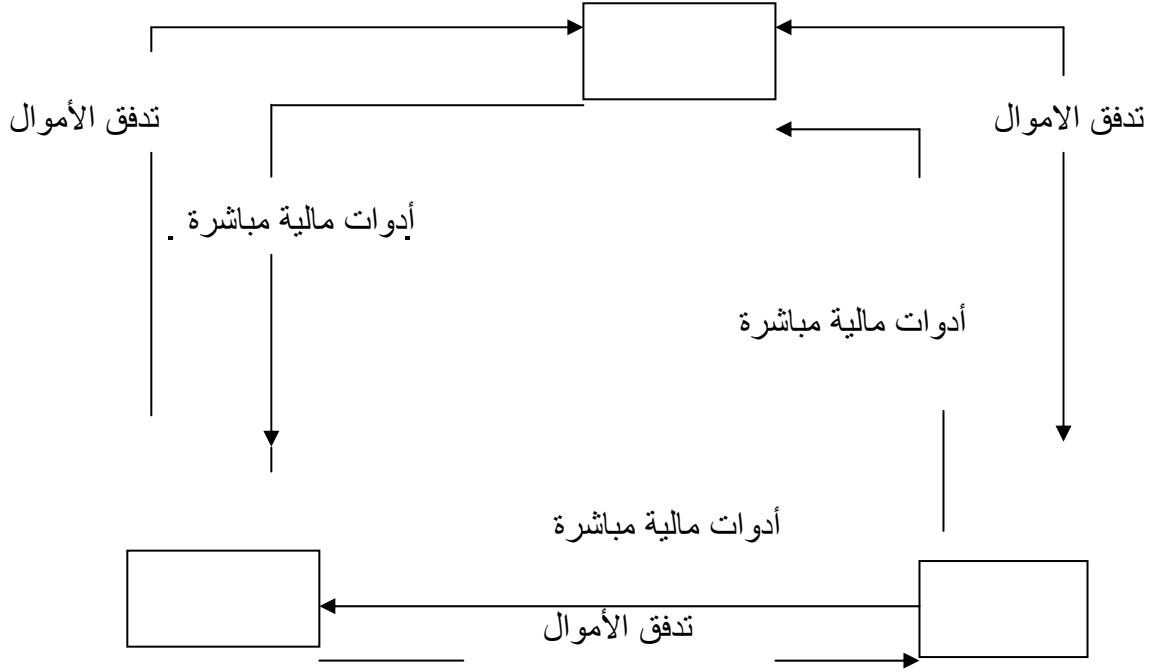 تدفق الأموال
تدفق الاموال
أدوات مالية مباشرة
أدوات مالية مباشرة
أدوات مالية مباشرة
تدفق الأموال